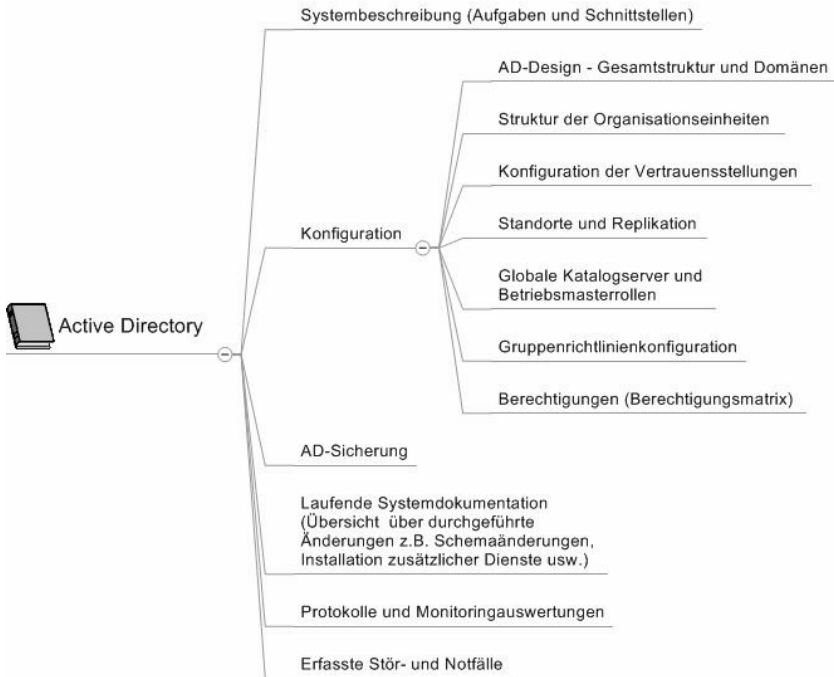 Systembeschreibung (Aufgaben und Schnittstellen)
AD-Design - Gesamtstruktur und Domänen
Struktur der Organisationseinheiten
Konfiguration der Vertrauensstellungen
Konfiguration
Standorte und Replikation
Globale Katalogserver und
Betriebsmasterrollen
Active Directory
Gruppenrichtlinienkonfiguration
Berechtigungen (Berechtigungsmatrix)
AD-Sicherung
Laufende Systemdokumentation
(Übersicht über durchgeführte
Änderungen z.B. Schemaänderungen,
Installation zusätzlicher Dienste usw.)
Protokolle und Monitoringauswertungen
Erfasste Stör- und Notfälle